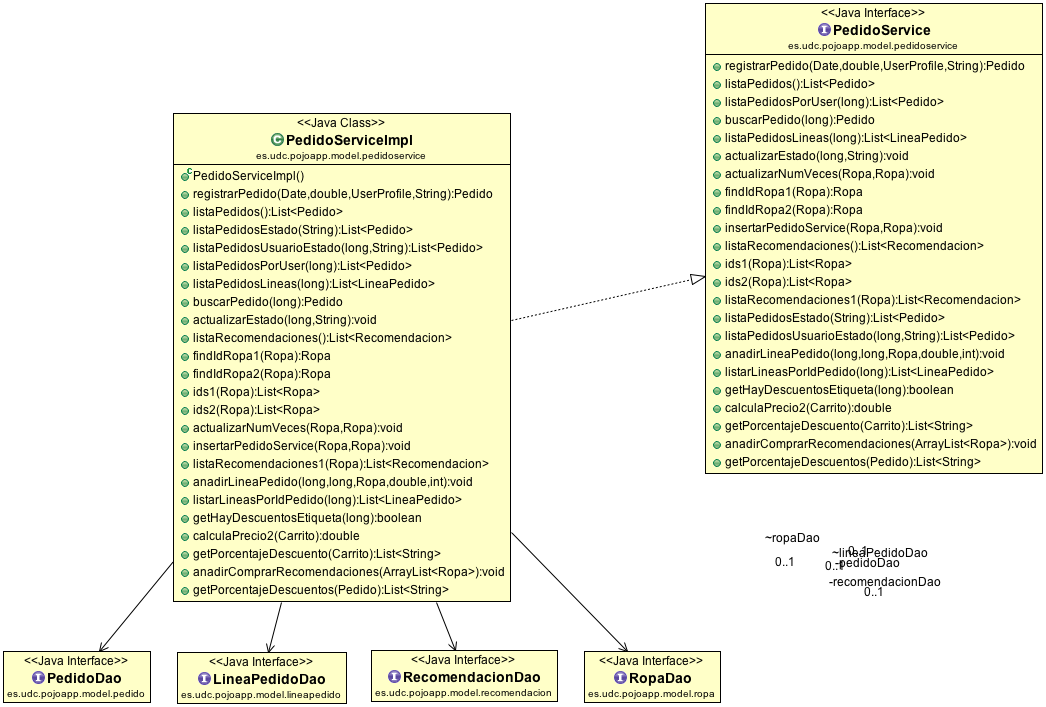 <<Java Interface>>
PedidoService
es.udc.pojoapp.model.pedidoservice
registrarPedido(Date,double,UserProfile,String):Pedido
listaPedidos():List<Pedido>
listaPedidosPorUser(long):List<Pedido>
buscarPedido(long):Pedido
listaPedidosLineas(long):List<LineaPedido>
actualizarEstado(long,String):void
actualizarNumVeces(Ropa,Ropa):void
findIdRopa1(Ropa):Ropa
findIdRopa2(Ropa):Ropa
insertarPedidoService(Ropa,Ropa):void
listaRecomendaciones():List<Recomendacion>
ids1(Ropa):List<Ropa>
ids2(Ropa):List<Ropa>
listaRecomendaciones1(Ropa):List<Recomendacion>
listaPedidosEstado(String):List<Pedido>
listaPedidosUsuarioEstado(long,String):List<Pedido>
anadirLineaPedido(long,long,Ropa,double,int):void
listarLineasPorIdPedido(long):List<LineaPedido>
getHayDescuentosEtiqueta(long):boolean
calculaPrecio2(Carrito):double
getPorcentajeDescuento(Carrito):List<String>
anadirComprarRecomendaciones(ArrayList<Ropa>):void
getPorcentajeDescuentos(Pedido):List<String>
<<Java Class>>
PedidoServiceImpl
es.udc.pojoapp.model.pedidoservice
PedidoServiceImpl()
registrarPedido(Date,double,UserProfile,String):Pedido
listaPedidos():List<Pedido>
listaPedidosEstado(String):List<Pedido>
listaPedidosUsuarioEstado(long,String):List<Pedido>
listaPedidosPorUser(long):List<Pedido>
listaPedidosLineas(long):List<LineaPedido>
buscarPedido(long):Pedido
actualizarEstado(long,String):void
listaRecomendaciones():List<Recomendacion>
findIdRopa1(Ropa):Ropa
findIdRopa2(Ropa):Ropa
ids1(Ropa):List<Ropa>
ids2(Ropa):List<Ropa>
actualizarNumVeces(Ropa,Ropa):void
insertarPedidoService(Ropa,Ropa):void
listaRecomendaciones1(Ropa):List<Recomendacion>
anadirLineaPedido(long,long,Ropa,double,int):void
listarLineasPorIdPedido(long):List<LineaPedido>
getHayDescuentosEtiqueta(long):boolean
calculaPrecio2(Carrito):double
getPorcentajeDescuento(Carrito):List<String>
anadirComprarRecomendaciones(ArrayList<Ropa>):void
getPorcentajeDescuentos(Pedido):List<String>
~ropaDao
0..1
0..1
~lineaPedidoDao
0..1
-pedidoDao
-recomendacionDao
0..1
<<Java Interface>>
PedidoDao
es.udc.pojoapp.model.pedido
<<Java Interface>>
LineaPedidoDao
es.udc.pojoapp.model.lineapedido
<<Java Interface>>
RecomendacionDao
es.udc.pojoapp.model.recomendacion
<<Java Interface>>
RopaDao
es.udc.pojoapp.model.ropa